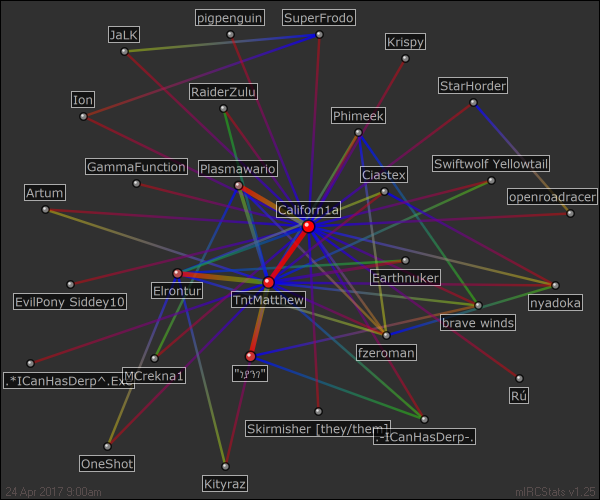 pigpenguin
SuperFrodo
JaLK
Krispy
StarHorder
RaiderZulu
Ion
Phimeek
GammaFunction
Plasmawario
Swiftwolf Yellowtail
Ciastex
Artum
openroadracer
Californ1a
Earthnuker
Elrontur
EvilPony Siddey10
TntMatthew
nyadoka
brave winds
fzeroman
.*ICanHasDerp^.Exe
MCrekna1
Rú
Skirmisher [they/them]
.-ICanHasDerp-.
OneShot
Kityraz
24 Apr 2017 9:00am
mIRCStats v1.25